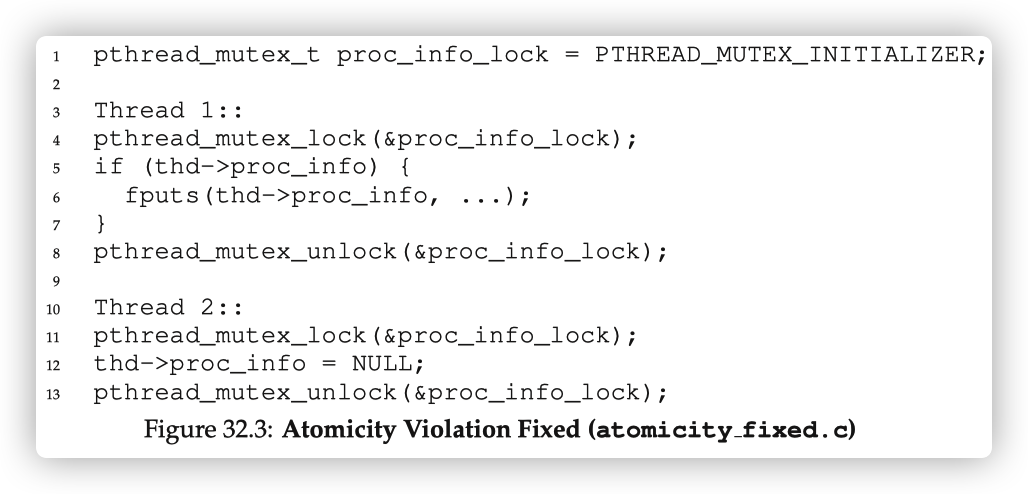 1 pthread_mutex_t proc_info_lock = PTHREAD_MUTEX_INITIALIZER;
2
3 Thread 1::
4 pthread_mutex_lock(&proc_info_lock);
5 if (thd->proc_info) {
6   fputs(thd->proc_info, ...);
7 }
8 pthread_mutex_unlock(&proc_info_lock);
9
10 Thread 2::
11 pthread_mutex_lock(&proc_info_lock);
12 thd->proc_info = NULL;
13 pthread_mutex_unlock(&proc_info_lock);
Figure 32.3: Atomicity Violation Fixed (atomicity_fixed.c)